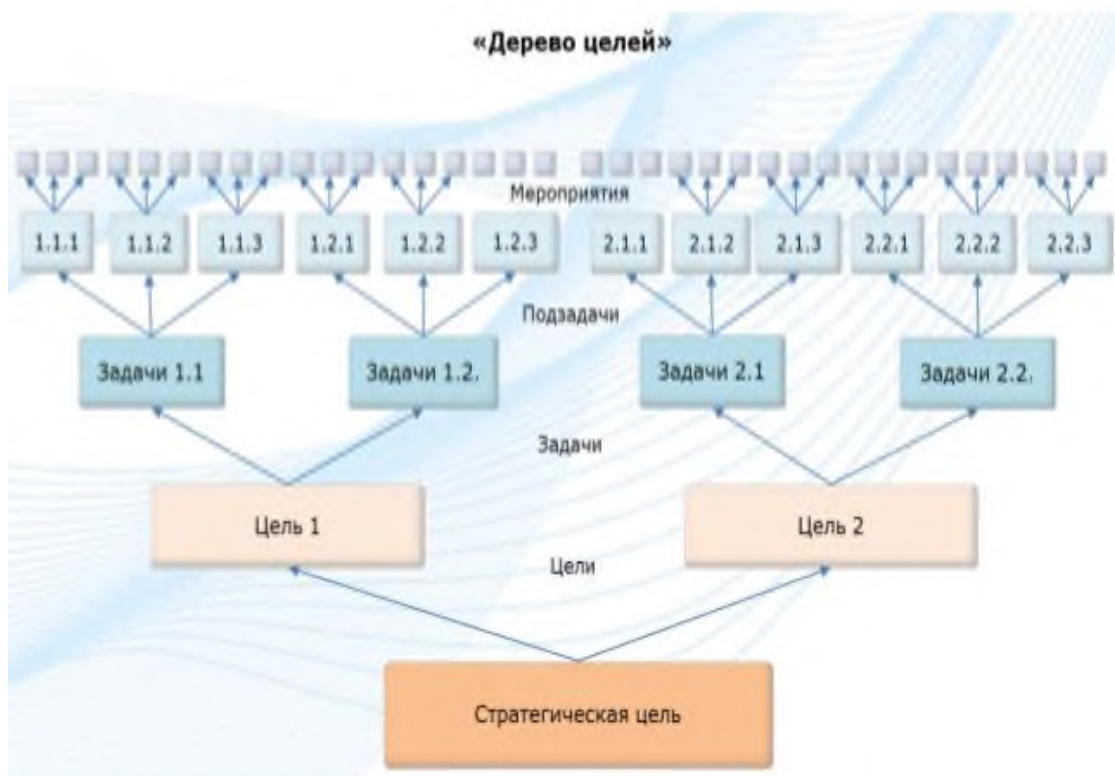 «Дерево целей»
Мероприятия
1.1.1 1.1.2 1.1.3 1.2.1 1.2.2 1.2.3 2.1.1 2.1.2 2.1.3 2.2.1 2.2.2 2.2.3
Подзадачи
Задачи 1.1 Задачи 1.2. Задачи 2.1 Задачи 2.2.
Задачи
Цель 1 Цель 2
Цели
Стратегическая цель